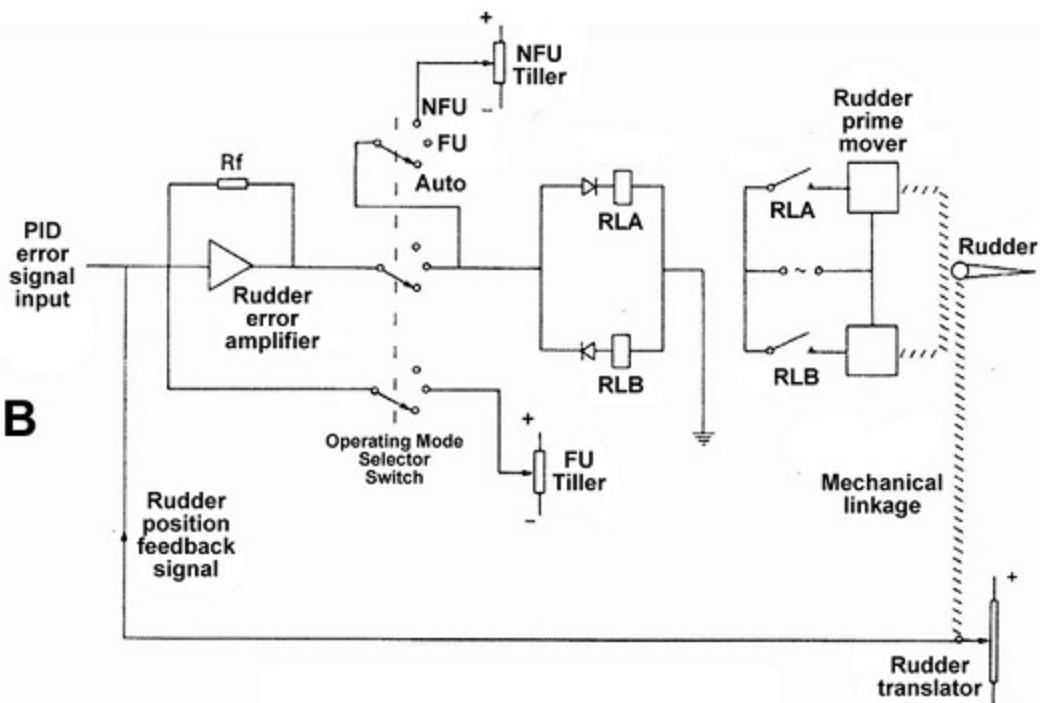 +
NFU
Tiller
–
NFU
FU
Auto
Rf
PID
error
signal
input
Rudder
error
amplifier
RLA
RLB
Rudder
prime
mover
RLA
~
RLB
Rudder
B
Operating Mode
Selector
Switch
+
FU
Tiller
–
Mechanical
linkage
Rudder
position
feedback
signal
+
Rudder
translator